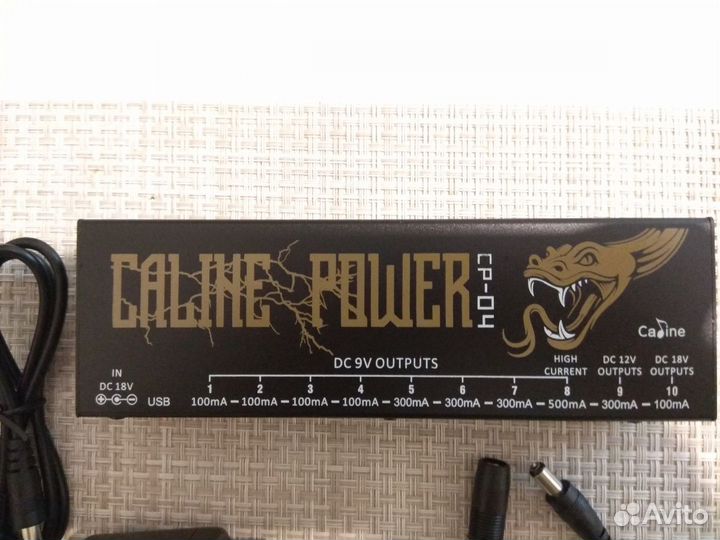 CALINE POWER
CP-04
Caline
DC 9V OUTPUTS
HIGH CURRENT
DC 12V OUTPUTS
DC 18V OUTPUTS
IN
DC 18V
USB
1 2 3 3 5 6 7 8 9 10
100mA 100mA 100mA 100mA 300mA 300mA 300mA 500mA 300mA 100mA
Avito